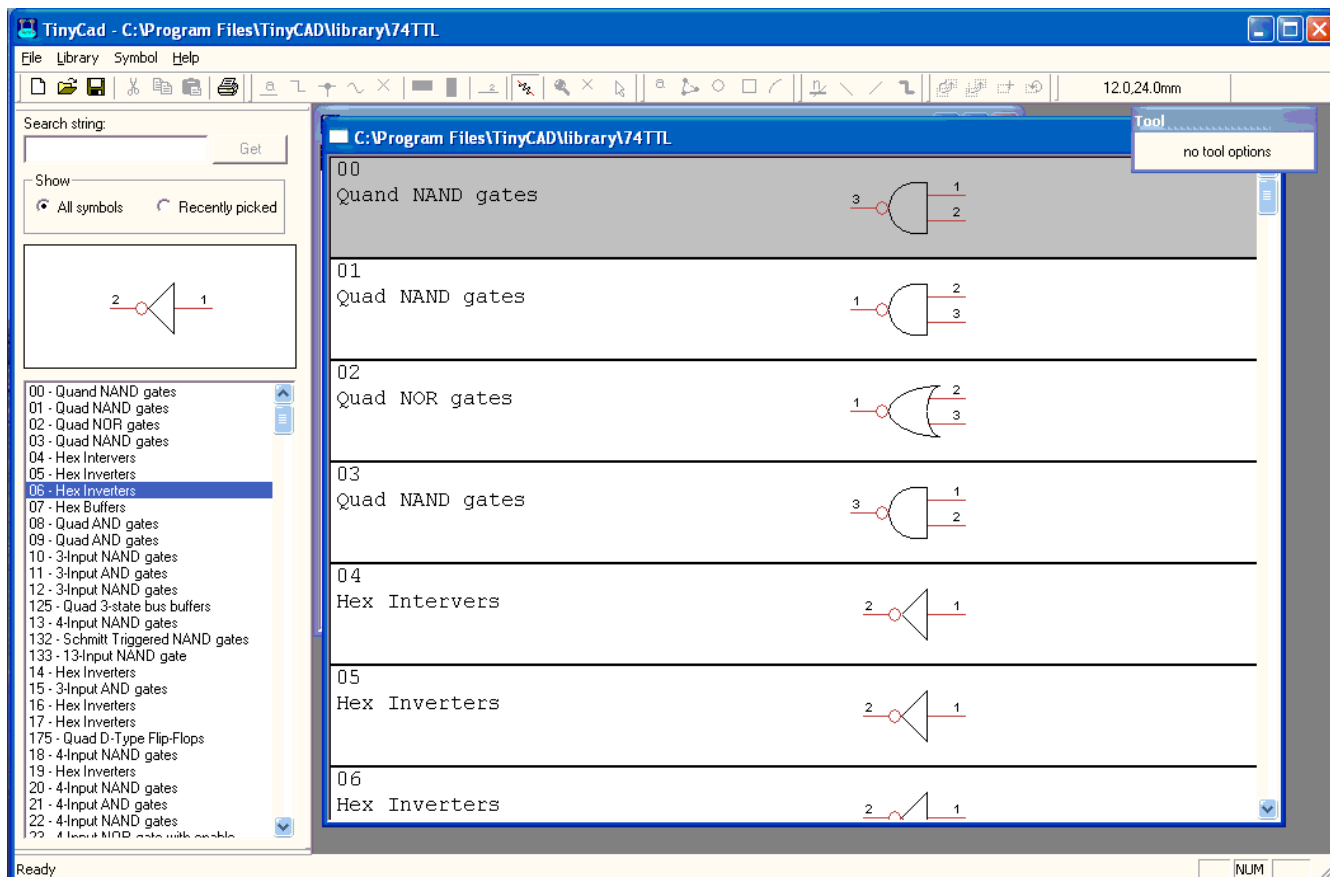 TinyCad - C:\Program Files\TinyCAD\library\74TTL
File Library Symbol Help
12.0,24.0mm
Search string:
Get
Show
All symbols Recently picked
2 1
00 - Quand NAND gates
01 - Quad NAND gates
02 - Quad NOR gates
03 - Quad NAND gates
04 - Hex Intervers
05 - Hex Inverters
06 - Hex Inverters
07 - Hex Buffers
08 - Quad AND gates
09 - Quad AND gates
10 - 3-Input NAND gates
11 - 3-Input AND gates
12 - 3-Input NAND gates
125 - Quad 3-state bus buffers
13 - 4-Input NAND gates
132 - Schmitt Triggered NAND gates
133 - 13-Input NAND gate
14 - Hex Inverters
15 - 3-Input AND gates
16 - Hex Inverters
17 - Hex Inverters
175 - Quad D-Type Flip-Flops
18 - 4-Input NAND gates
19 - Hex Inverters
20 - 4-Input NAND gates
21 - 4-Input AND gates
22 - 4-Input NAND gates
23 - 4-Input NOR gate with enable
C:\Program Files\TinyCAD\library\74TTL
00
Quand NAND gates
3 1
2
01
Quad NAND gates
1 2
3
02
Quad NOR gates
1 2
3
03
Quad NAND gates
3 1
2
04
Hex Intervers
2 1
05
Hex Inverters
2 1
06
Hex Inverters
2 1
Tool
no tool options
Ready
NUM